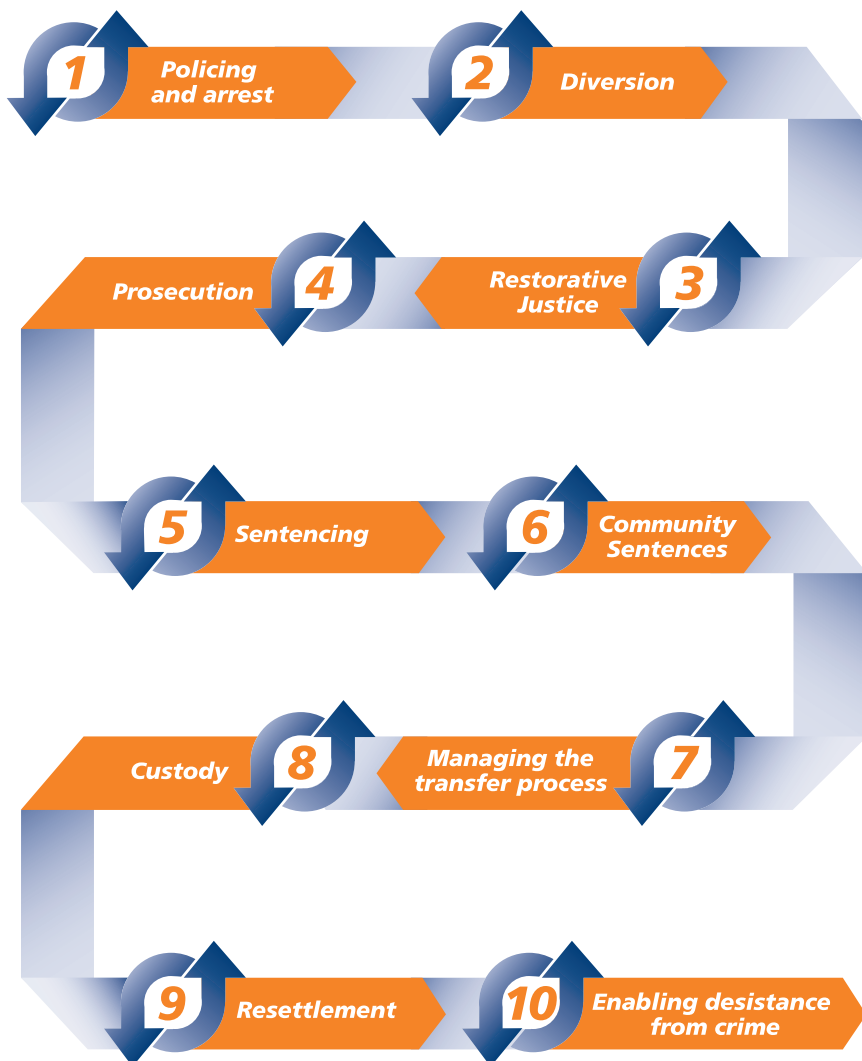 1
Policing
and arrest
2
Diversion
3
Restorative
Justice
4
Prosecution
5
Sentencing
6
Community
Sentences
7
Managing the
transfer process
8
Custody
9
Resettlement
10
Enabling desistance
from crime